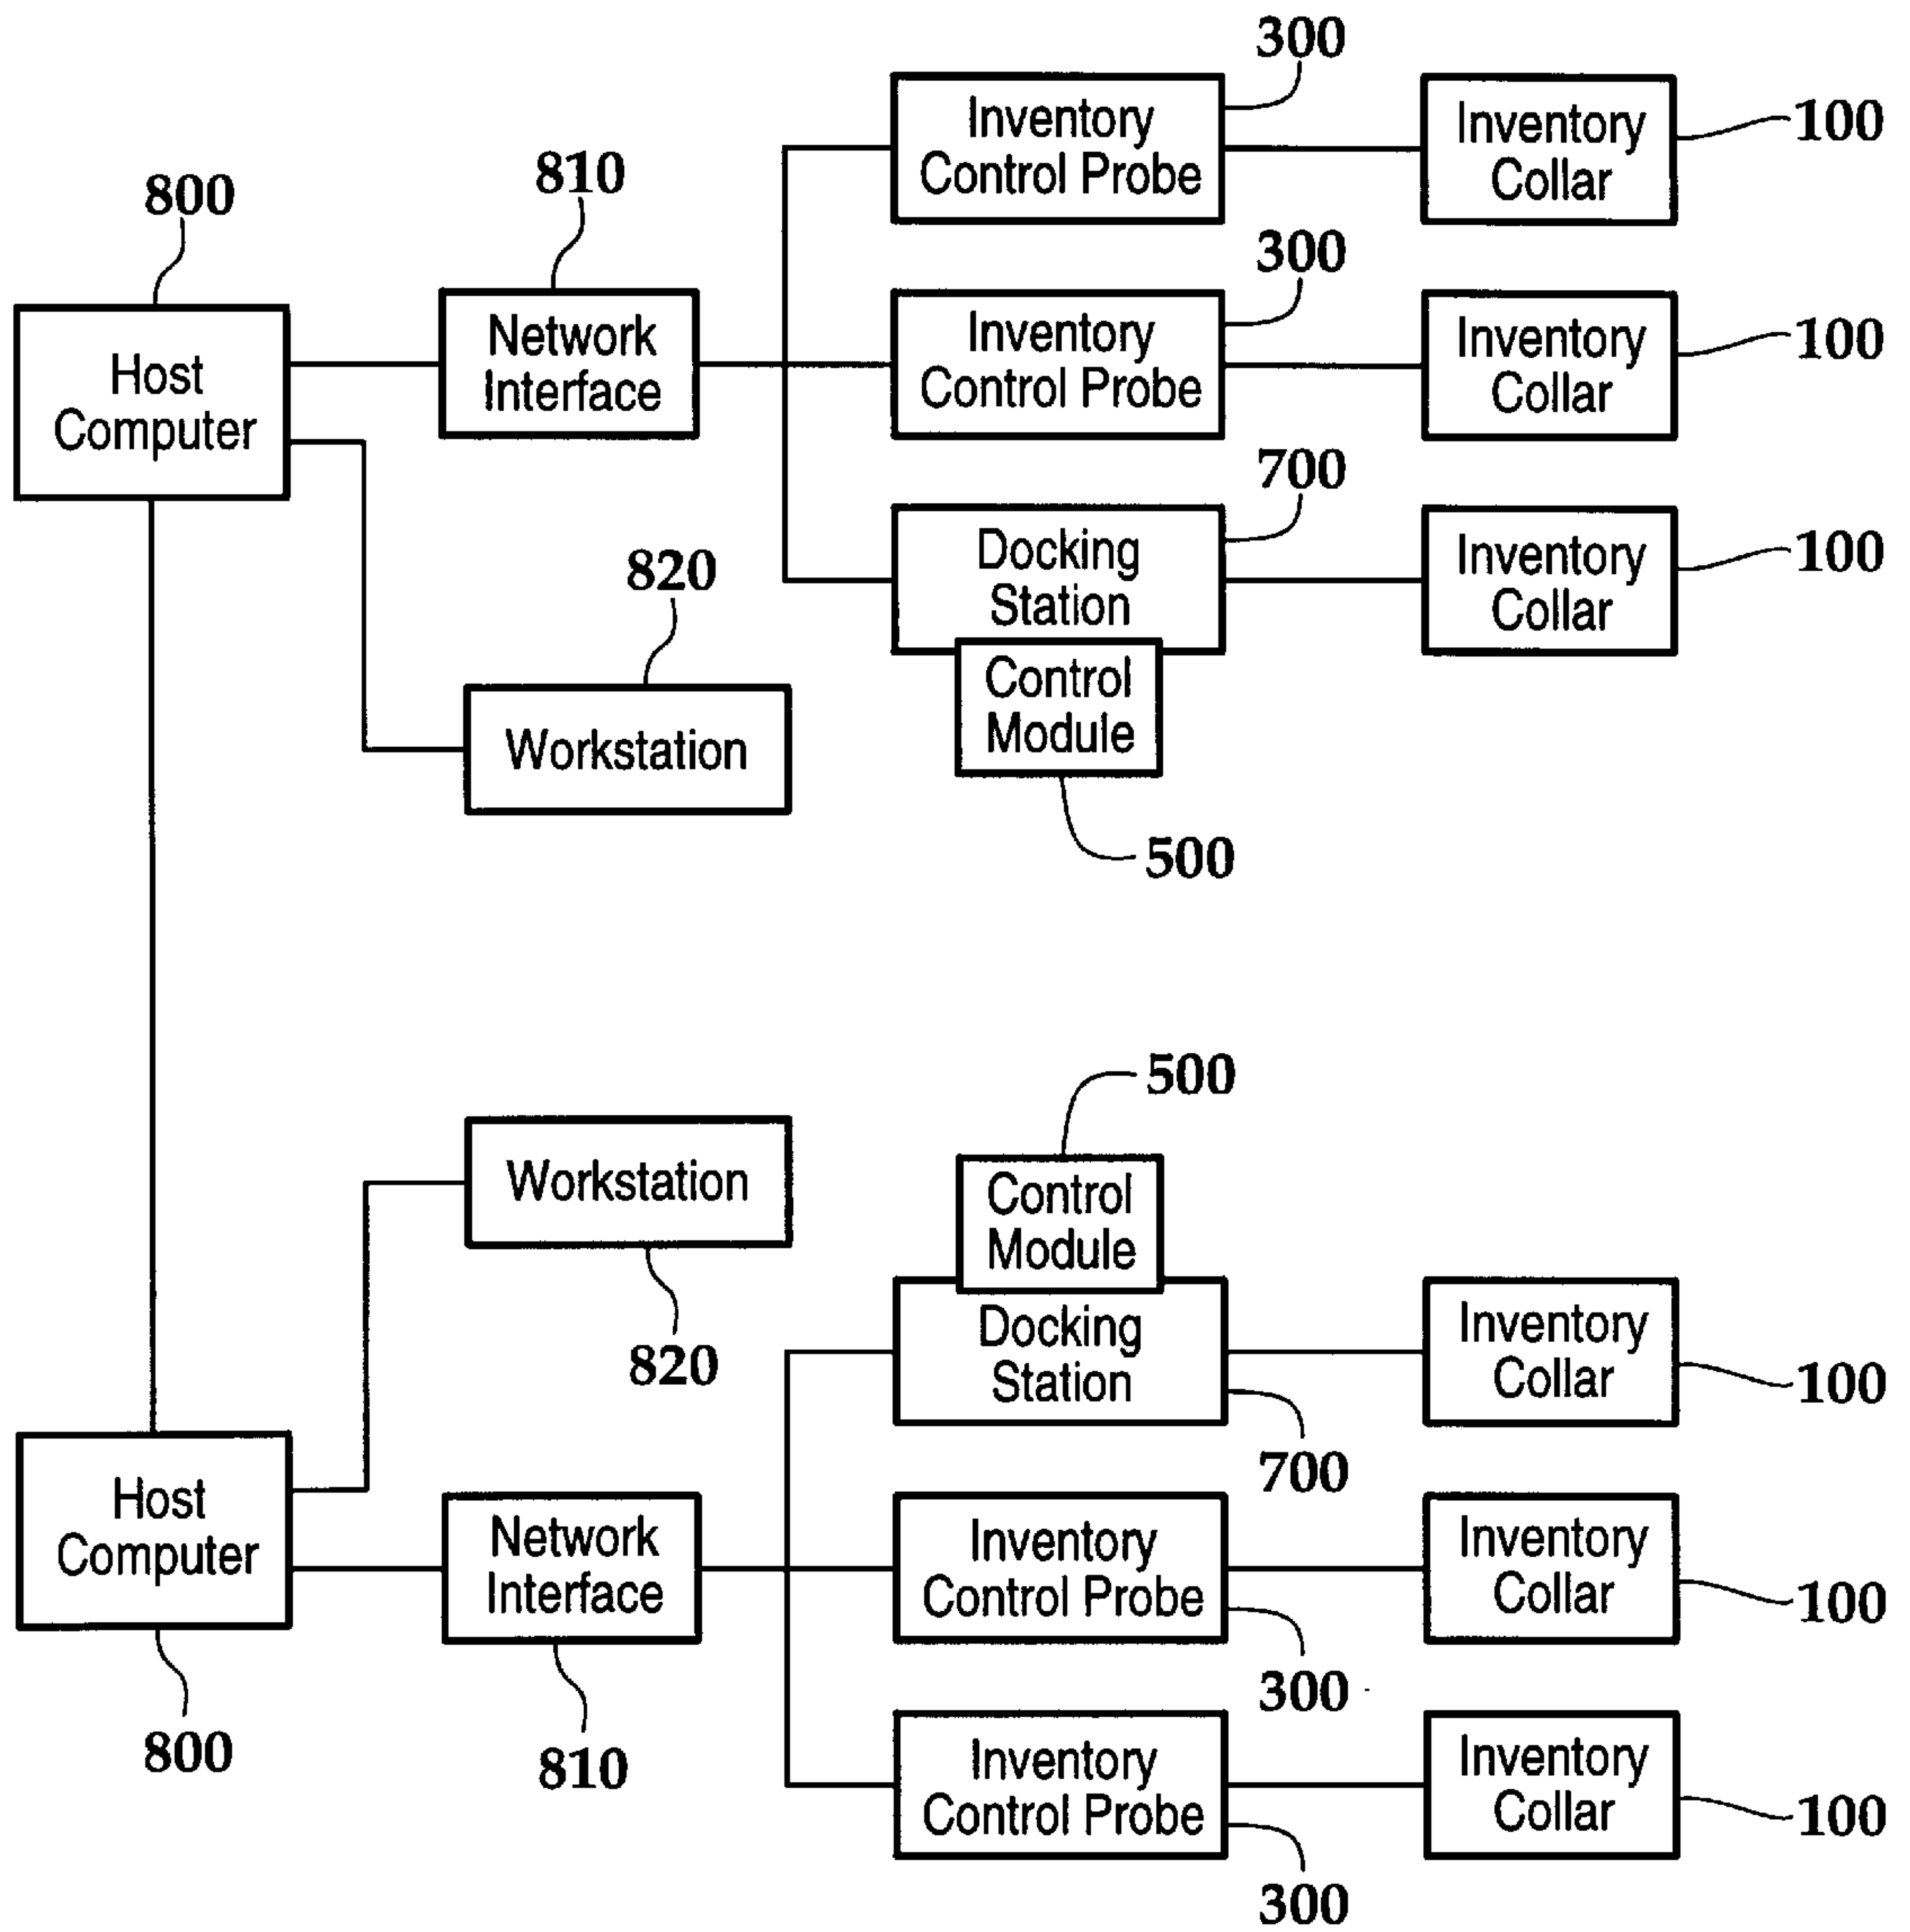 300
Inventory
Control Probe
Inventory
Collar
100
800
810
300
Host
Computer
Network
Interface
Inventory
Control Probe
Inventory
Collar
100
700
820
Docking
Station
Inventory
Collar
100
Workstation
Control
Module
500
500
Workstation
820
Control
Module
Docking
Station
Inventory
Collar
100
700
Host
Computer
Network
Interface
Inventory
Control Probe
Inventory
Collar
100
300
800
810
Inventory
Control Probe
Inventory
Collar
100
300